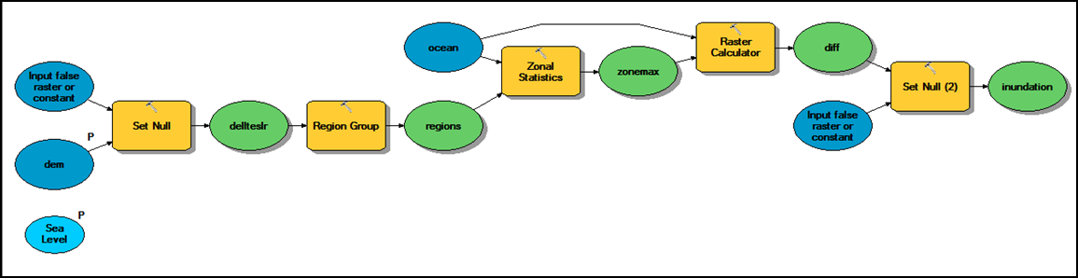 Input false
raster or
constant
P
dem
P
Sea
Level
Set Null
dellteslr
Region Group
regions
ocean
Zonal
Statistics
zonemax
Raster
Calculator
diff
Input false
raster or
constant
Set Null (2)
inundation